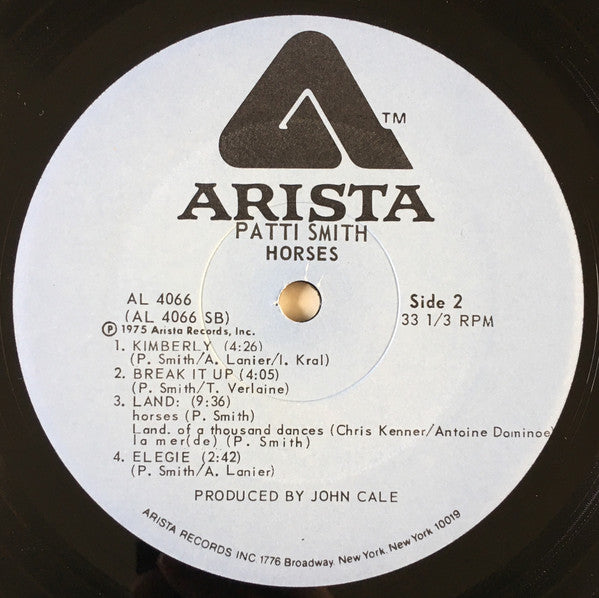 TM
ARISTA
PATTI SMITH
HORSES
AL 4066
(AL 4066 SB)
Side 2
33 1/3 RPM
Ⓟ 1975 Arista Records, Inc.
1. KIMBERLY (4:26)
(P. Smith/A. Lanier/I. Kral)
2. BREAK IT UP (4:05)
(P. Smith/T. Verlaine)
3. LAND: (9:36)
horses (P. Smith)
Land. of a thousand dances (Chris Kenner/Antoine Dominoe
la mer(de) (P. Smith)
4. ELEGIE (2:42)
(P. Smith/A. Lanier)
PRODUCED BY JOHN CALE
ARISTA RECORDS INC 1776 Broadway. New York. New York 10019